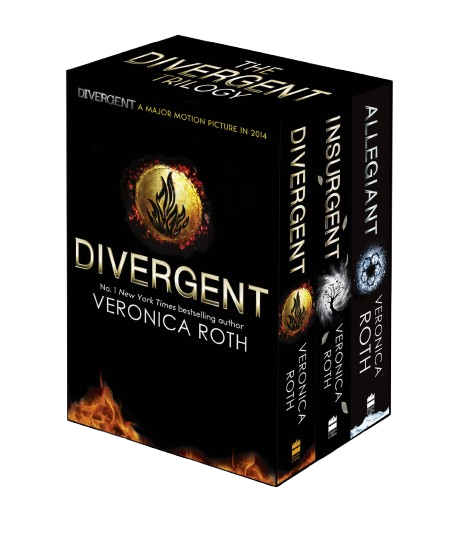 THE
DIVERGENT
TRILOGY
DIVERGENT A MAJOR MOTION PICTURE IN 2014
DIVERGENT
No. 1 New York Times bestselling author
VERONICA ROTH
DIVERGENT
VERONICA
ROTH
INSURGENT
VERONICA
ROTH
ALLEGIANT
VERONICA
ROTH